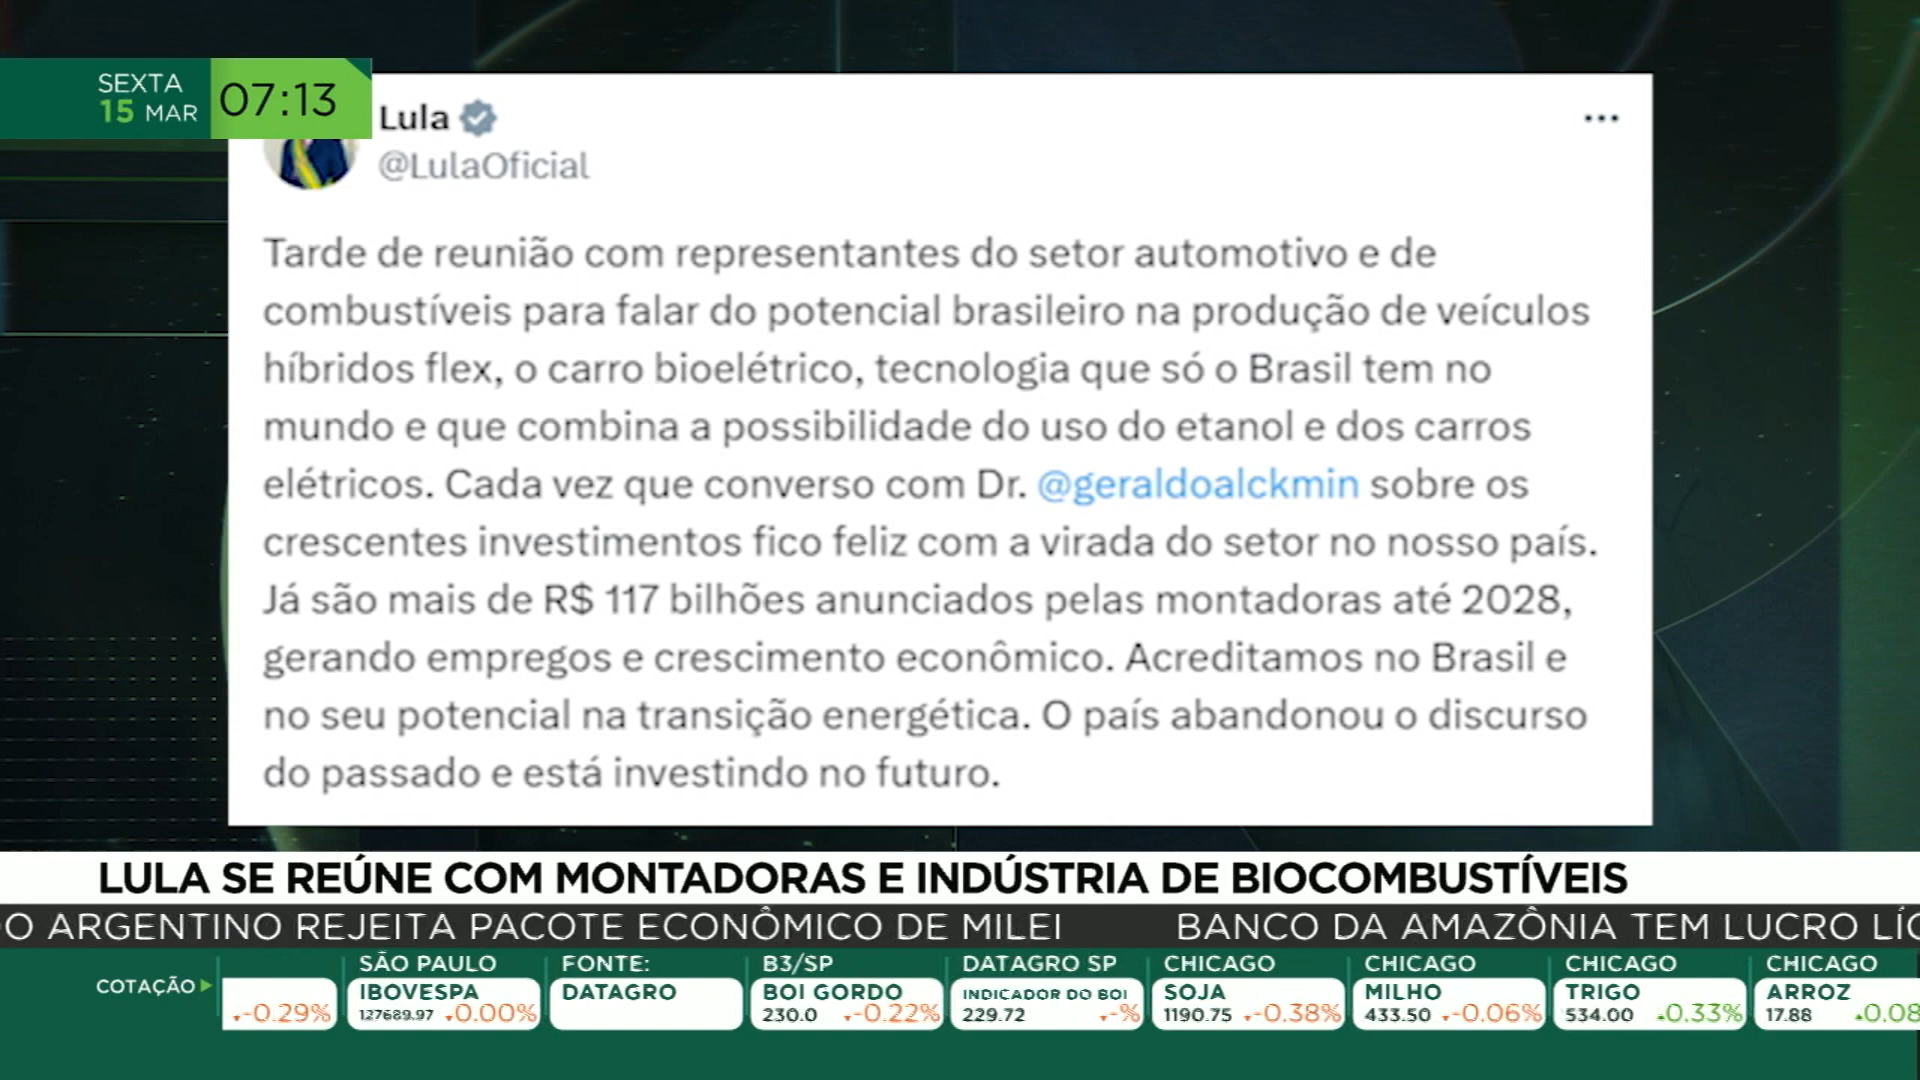 SEXTA
15 MAR
07:13
Lula
@LulaOficial
Tarde de reunião com representantes do setor automotivo e de
combustíveis para falar do potencial brasileiro na produção de veículos
híbridos flex, o carro bioelétrico, tecnologia que só o Brasil tem no
mundo e que combina a possibilidade do uso do etanol e dos carros
elétricos. Cada vez que converso com Dr. @geraldoalckmin sobre os
crescentes investimentos fico feliz com a virada do setor no nosso país.
Já são mais de R$ 117 bilhões anunciados pelas montadoras até 2028,
gerando empregos e crescimento econômico. Acreditamos no Brasil e
no seu potencial na transição energética. O país abandonou o discurso
do passado e está investindo no futuro.
LULA SE REÚNE COM MONTADORAS E INDÚSTRIA DE BIOCOMBUSTÍVEIS
O ARGENTINO REJEITA PACOTE ECONÔMICO DE MILEI BANCO DA AMAZÔNIA TEM LUCRO LÍ
COTAÇÃO
-0.29%
SÃO PAULO
IBOVESPA
127689.97 -0.00%
FONTE:
DATAGRO
B3/SP
BOI GORDO
230.0 -0.22%
DATAGRO SP
INDICADOR DO BOI
229.72 -%
CHICAGO
SOJA
1190.75 -0.38%
CHICAGO
MILHO
433.50 -0.06%
CHICAGO
TRIGO
534.00 0.33%
CHICAGO
ARROZ
17.88 0.08